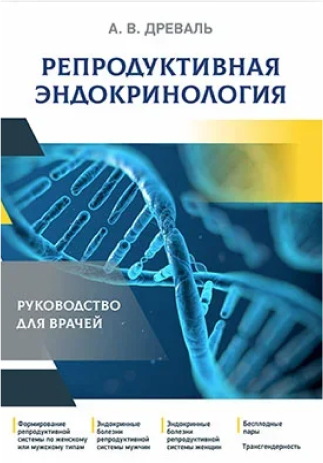 А. В. ДРЕВАЛЬ
РЕПРОДУКТИВНАЯ
ЭНДОКРИНОЛОГИЯ
РУКОВОДСТВО
ДЛЯ ВРАЧЕЙ
Формирование
репродуктивной
системы по женскому
или мужскому типам
Эндокринные
болезни
репродуктивной
системы мужчин
Эндокринные
болезни
репродуктивной
системы женщин
Бесплодные
пары
Трансгендерность